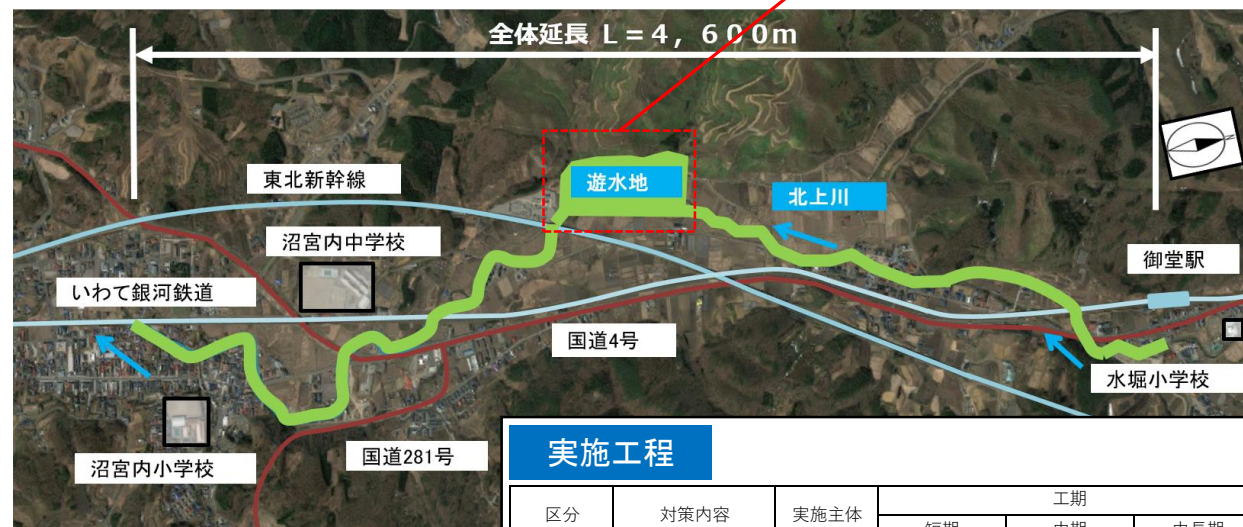 全体延長 L=4,600m
東北新幹線
遊水地
北上川
沼宮内中学校
御堂駅
いわて銀河鉄道
国道4号
水堀小学校
沼宮内小学校
国道281号
実施工程
区分 対策内容 実施主体 工期
短期 中期 中長期